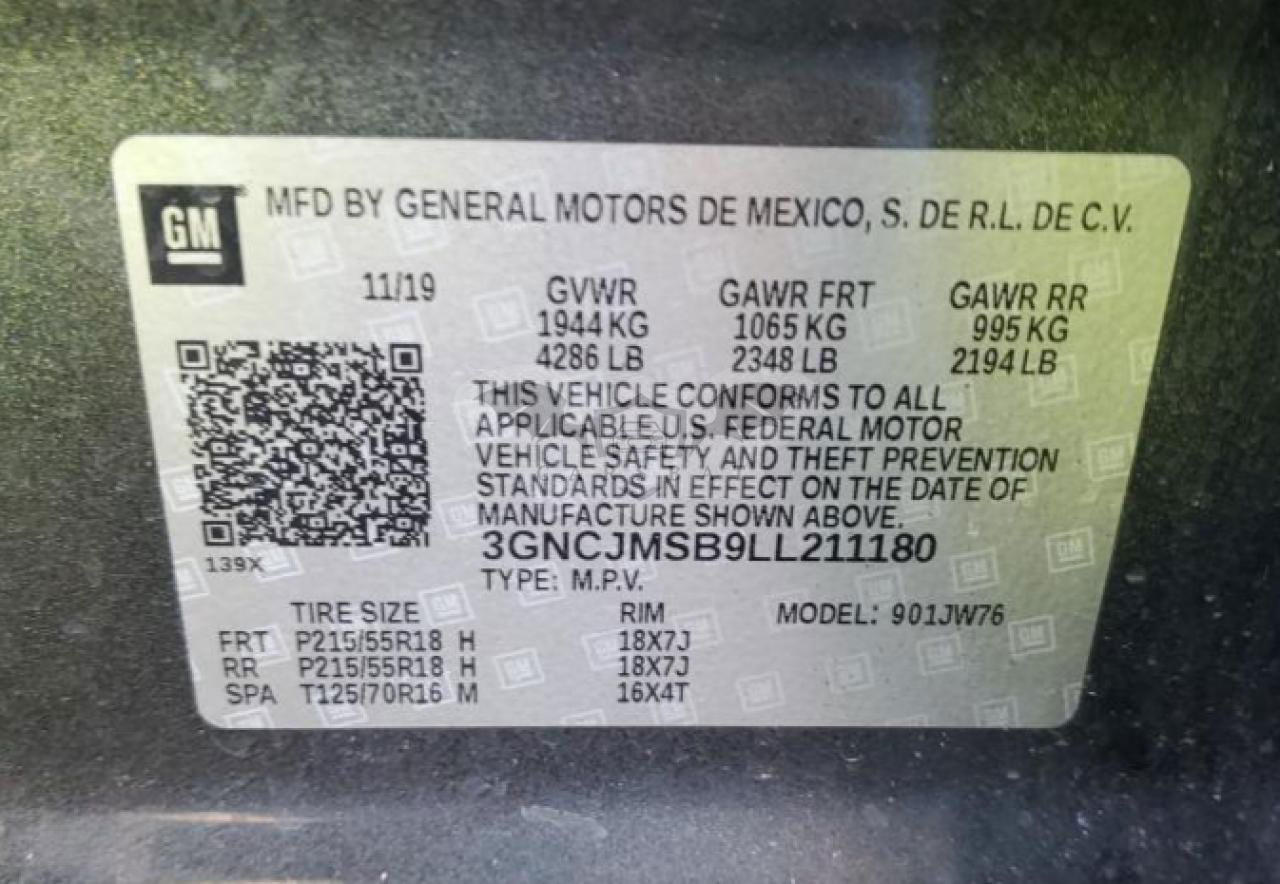 GM ® MFD BY GENERAL MOTORS DE MEXICO, S. DE R.L. DE C.V.
11/19 GVWR GAWR FRT GAWR RR
1944 KG 1065 KG 995 KG
4286 LB 2348 LB 2194 LB
THIS VEHICLE CONFORMS TO ALL
APPLICABLE U.S. FEDERAL MOTOR
VEHICLE SAFETY AND THEFT PREVENTION
STANDARDS IN EFFECT ON THE DATE OF
MANUFACTURE SHOWN ABOVE.
3GNCJMSB9LL211180
139X
TYPE: M.P.V.
TIRE SIZE RIM MODEL: 901JW76
FRT P215/55R18 H 18X7J
RR P215/55R18 H 18X7J
SPA T125/70R16 M 16X4T